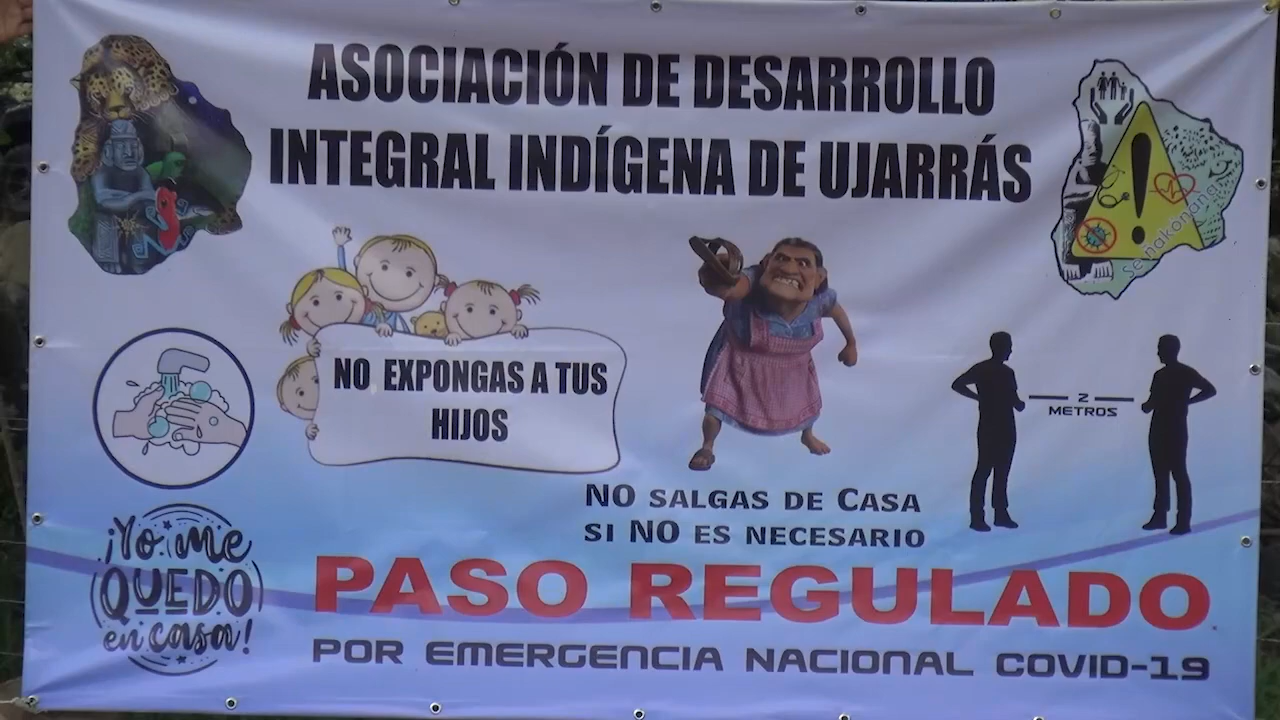 ASOCIACIÓN DE DESARROLLO
INTEGRAL INDÍGENA DE UJARRÁS
NO EXPONGAS A TUS
HIJOS
2
METROS
NO SALGAS DE CASA
SI NO ES NECESARIO
¡Yo me
QUEDO
en casa!
PASO REGULADO
POR EMERGENCIA NACIONAL COVID-19